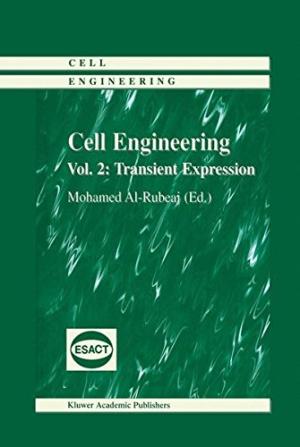 CELL
ENGINEERING
Cell Engineering
Vol. 2: Transient Expression
Mohamed Al-Rubeai (Ed.)
ESACT
Kluwer Academic Publishers